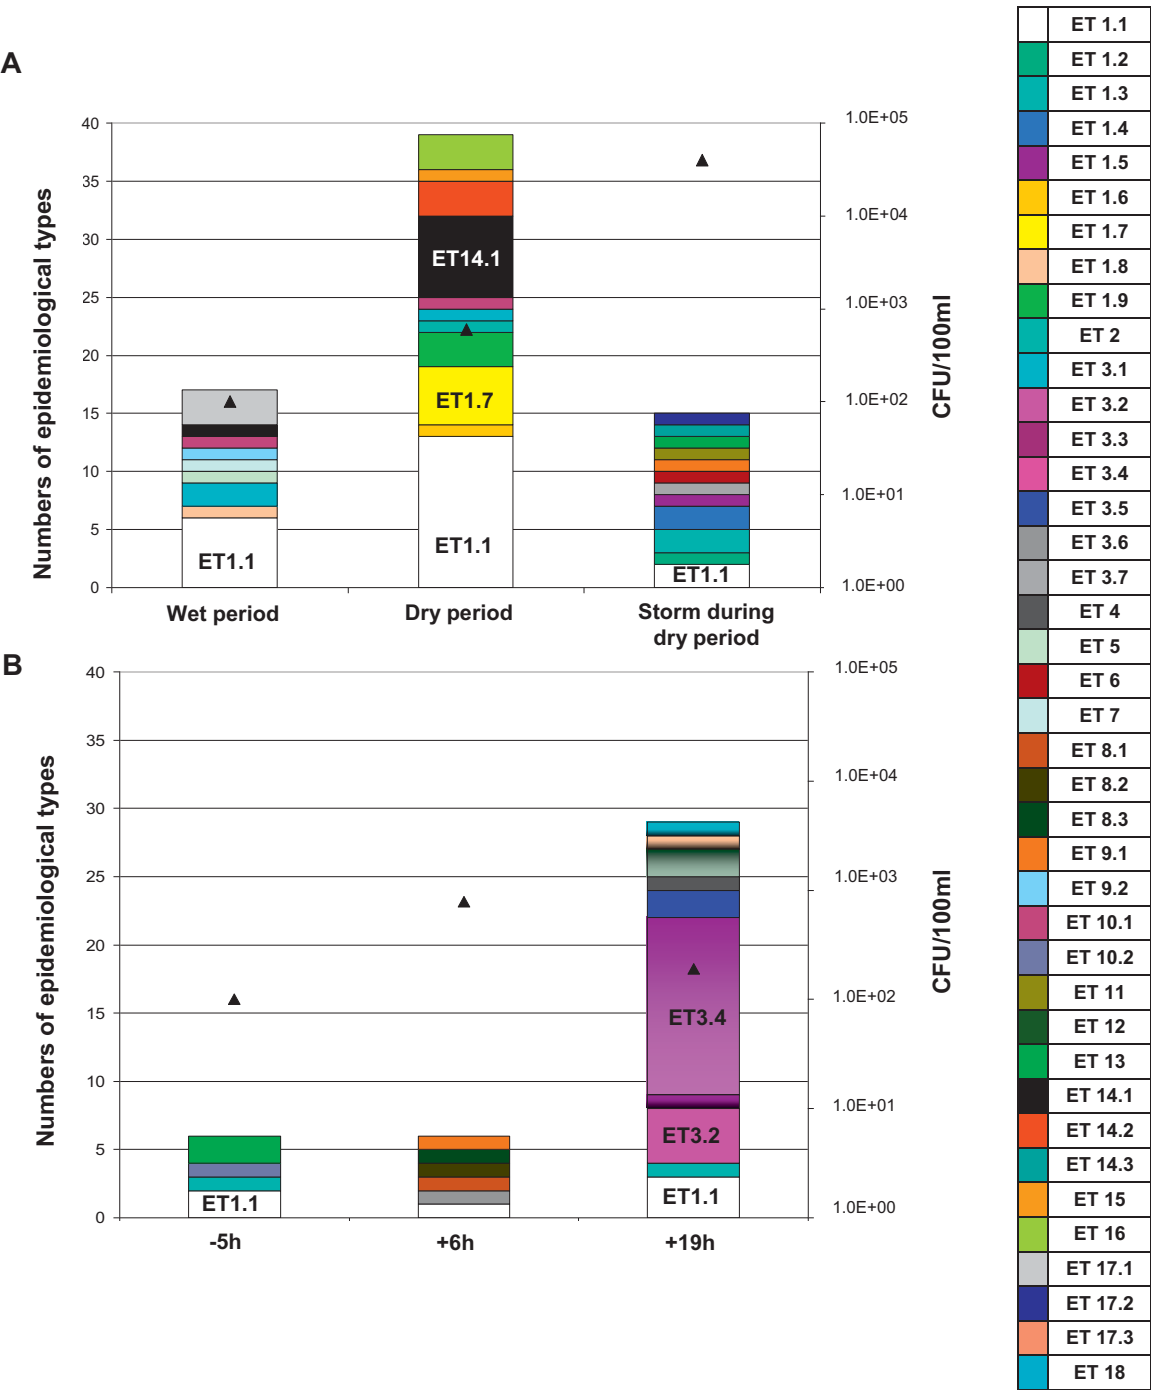 A
Numbers of epidemiological types
40
35
30
25
20
15
10
5
0
ET1.1
ET14.1
ET1.7
ET1.1
ET1.1
1.0E+05
1.0E+04
1.0E+03
1.0E+02
1.0E+01
1.0E+00
CFU/100ml
Wet period
Dry period
Storm during
dry period
B
Numbers of epidemiological types
40
35
30
25
20
15
10
5
0
ET1.1
ET3.4
ET3.2
ET1.1
1.0E+05
1.0E+04
1.0E+03
1.0E+02
1.0E+01
1.0E+00
CFU/100ml
-5h
+6h
+19h
ET 1.1
ET 1.2
ET 1.3
ET 1.4
ET 1.5
ET 1.6
ET 1.7
ET 1.8
ET 1.9
ET 2
ET 3.1
ET 3.2
ET 3.3
ET 3.4
ET 3.5
ET 3.6
ET 3.7
ET 4
ET 5
ET 6
ET 7
ET 8.1
ET 8.2
ET 8.3
ET 9.1
ET 9.2
ET 10.1
ET 10.2
ET 11
ET 12
ET 13
ET 14.1
ET 14.2
ET 14.3
ET 15
ET 16
ET 17.1
ET 17.2
ET 17.3
ET 18